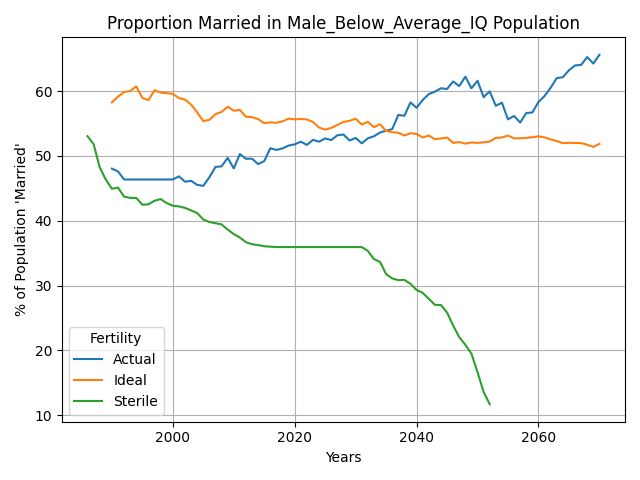 Proportion Married in Male_Below_Average_IQ Population
% of Population 'Married'
60
50
40
30
20
10
Fertility
Actual
Ideal
Sterile
2000 2020 2040 2060
Years